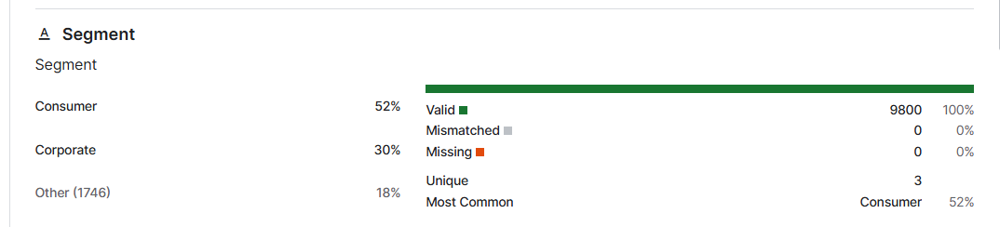 A Segment
Segment
Consumer 52%
Corporate 30%
Other (1746) 18%
Valid 9800 100%
Mismatched 0 0%
Missing 0 0%
Unique 3
Most Common Consumer 52%